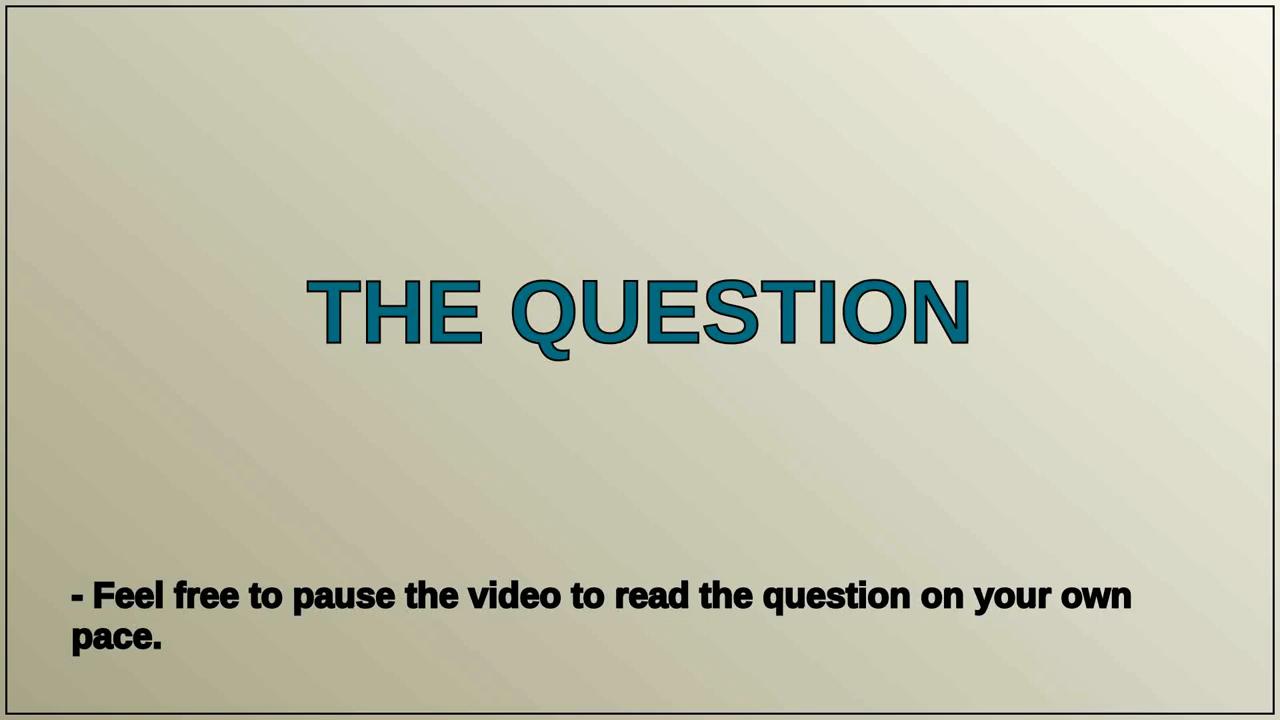 THE QUESTION
- Feel free to pause the video to read the question on your own
pace.